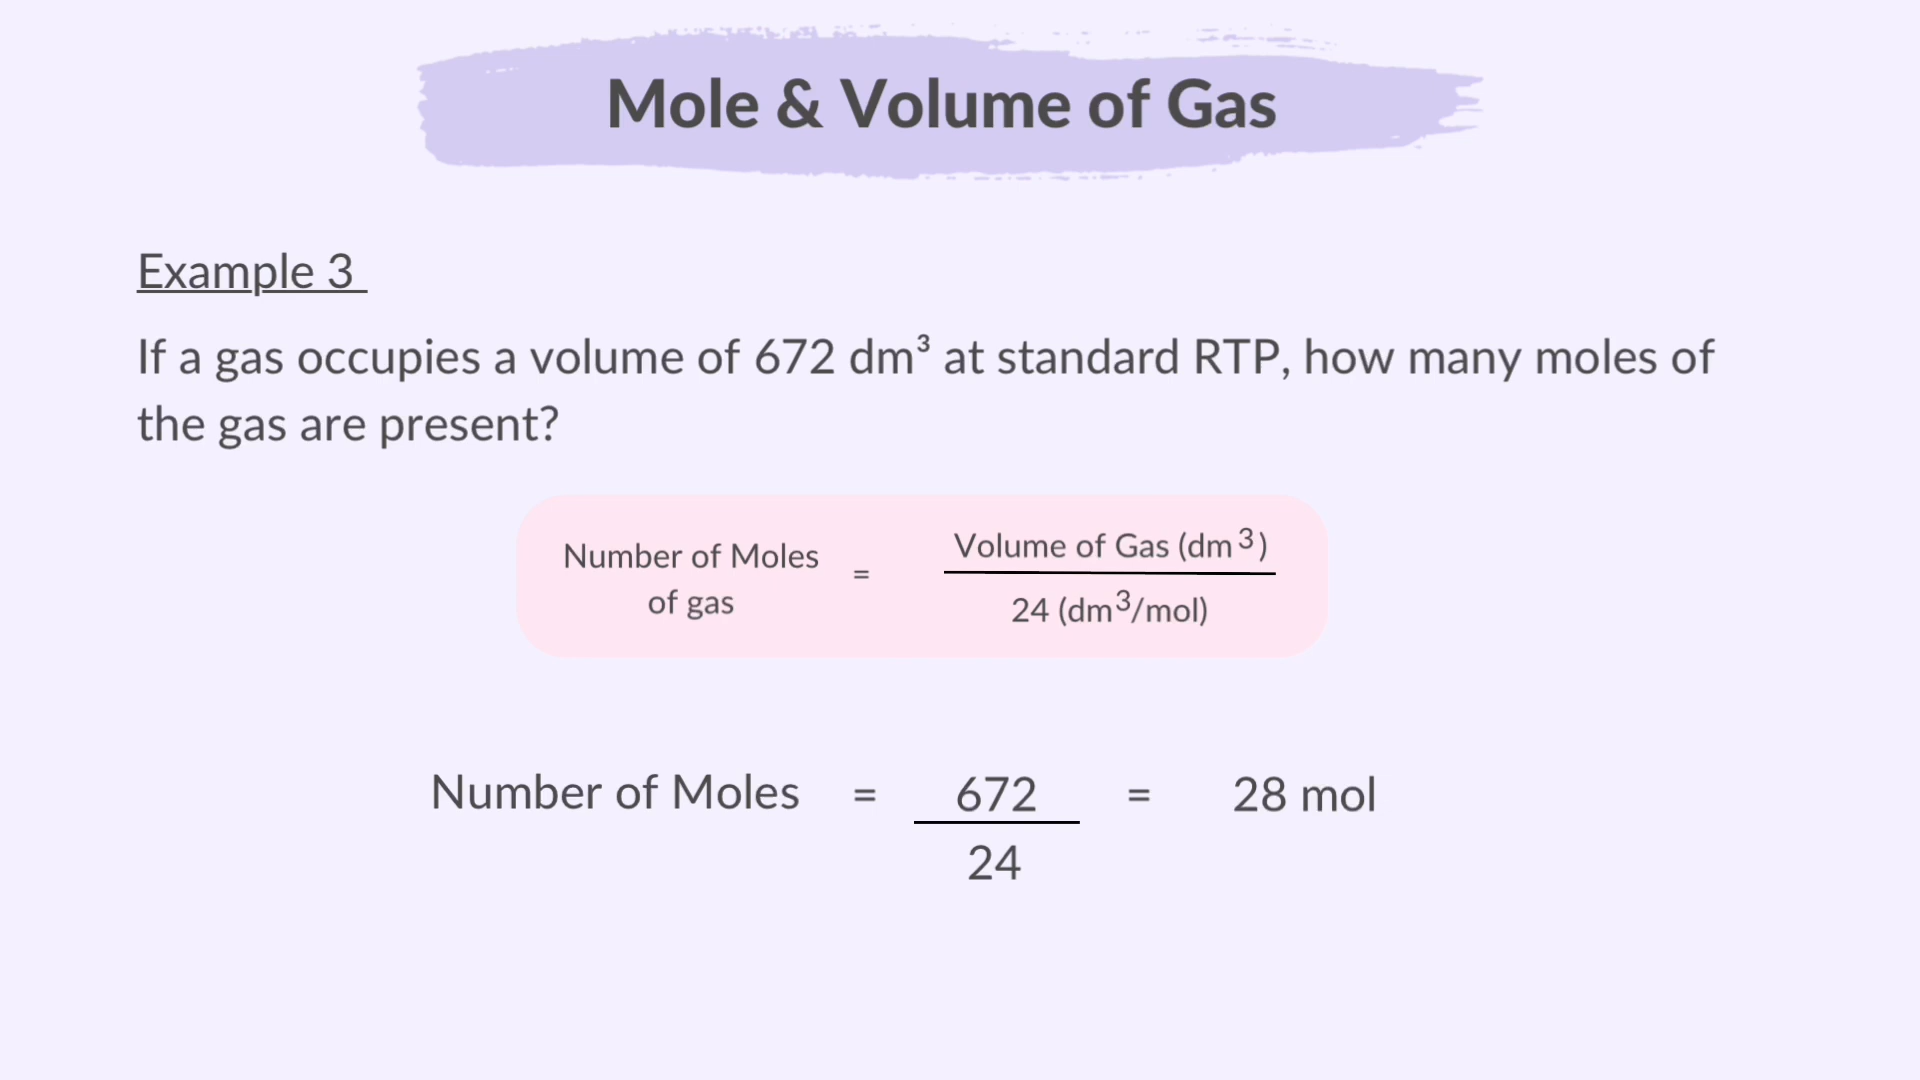 Mole & Volume of Gas
Example 3
If a gas occupies a volume of 672 dm³ at standard RTP, how many moles of
the gas are present?
Number of Moles
of gas
=
Volume of Gas (dm³)
24 (dm³/mol)
Number of Moles = 672 = 28 mol
24